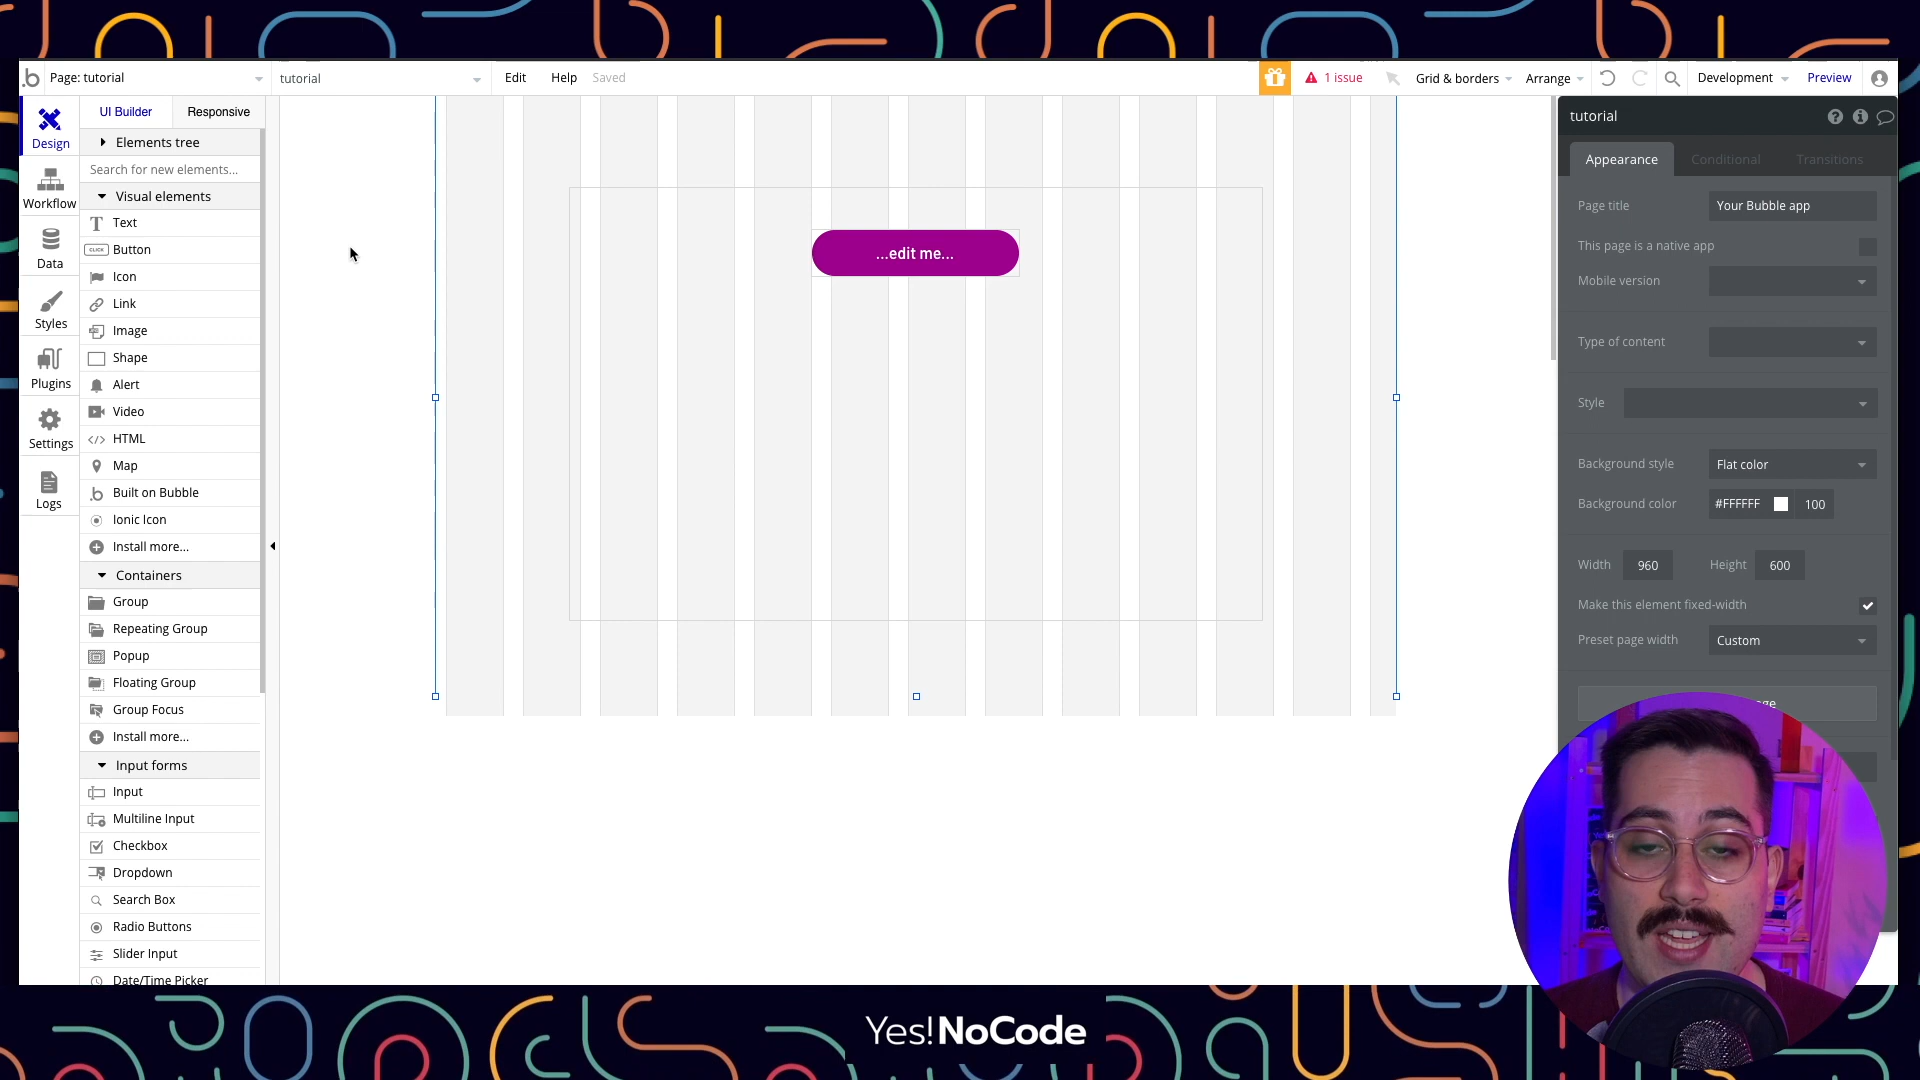 Page: tutorial
tutorial
Edit
Help
Saved
1 issue
Grid & borders
Arrange
Development
Preview
Design
Workflow
Data
Styles
Plugins
Settings
Logs
UI Builder
Responsive
Elements tree
Search for new elements...
Visual elements
Text
CLICK Button
Icon
Link
Image
Shape
Alert
Video
HTML
Map
Built on Bubble
Ionic Icon
Install more...
Containers
Group
Repeating Group
Popup
Floating Group
Group Focus
Install more...
Input forms
Input
Multiline Input
Checkbox
Dropdown
Search Box
Radio Buttons
Slider Input
Date/Time Picker
...edit me...
tutorial
Appearance
Conditional
Transitions
Page title
Your Bubble app
This page is a native app
Mobile version
Type of content
Style
Background style
Flat color
Background color
#FFFFFF
100
Width
960
Height
600
Make this element fixed-width
Preset page width
Custom
Yes!NoCode